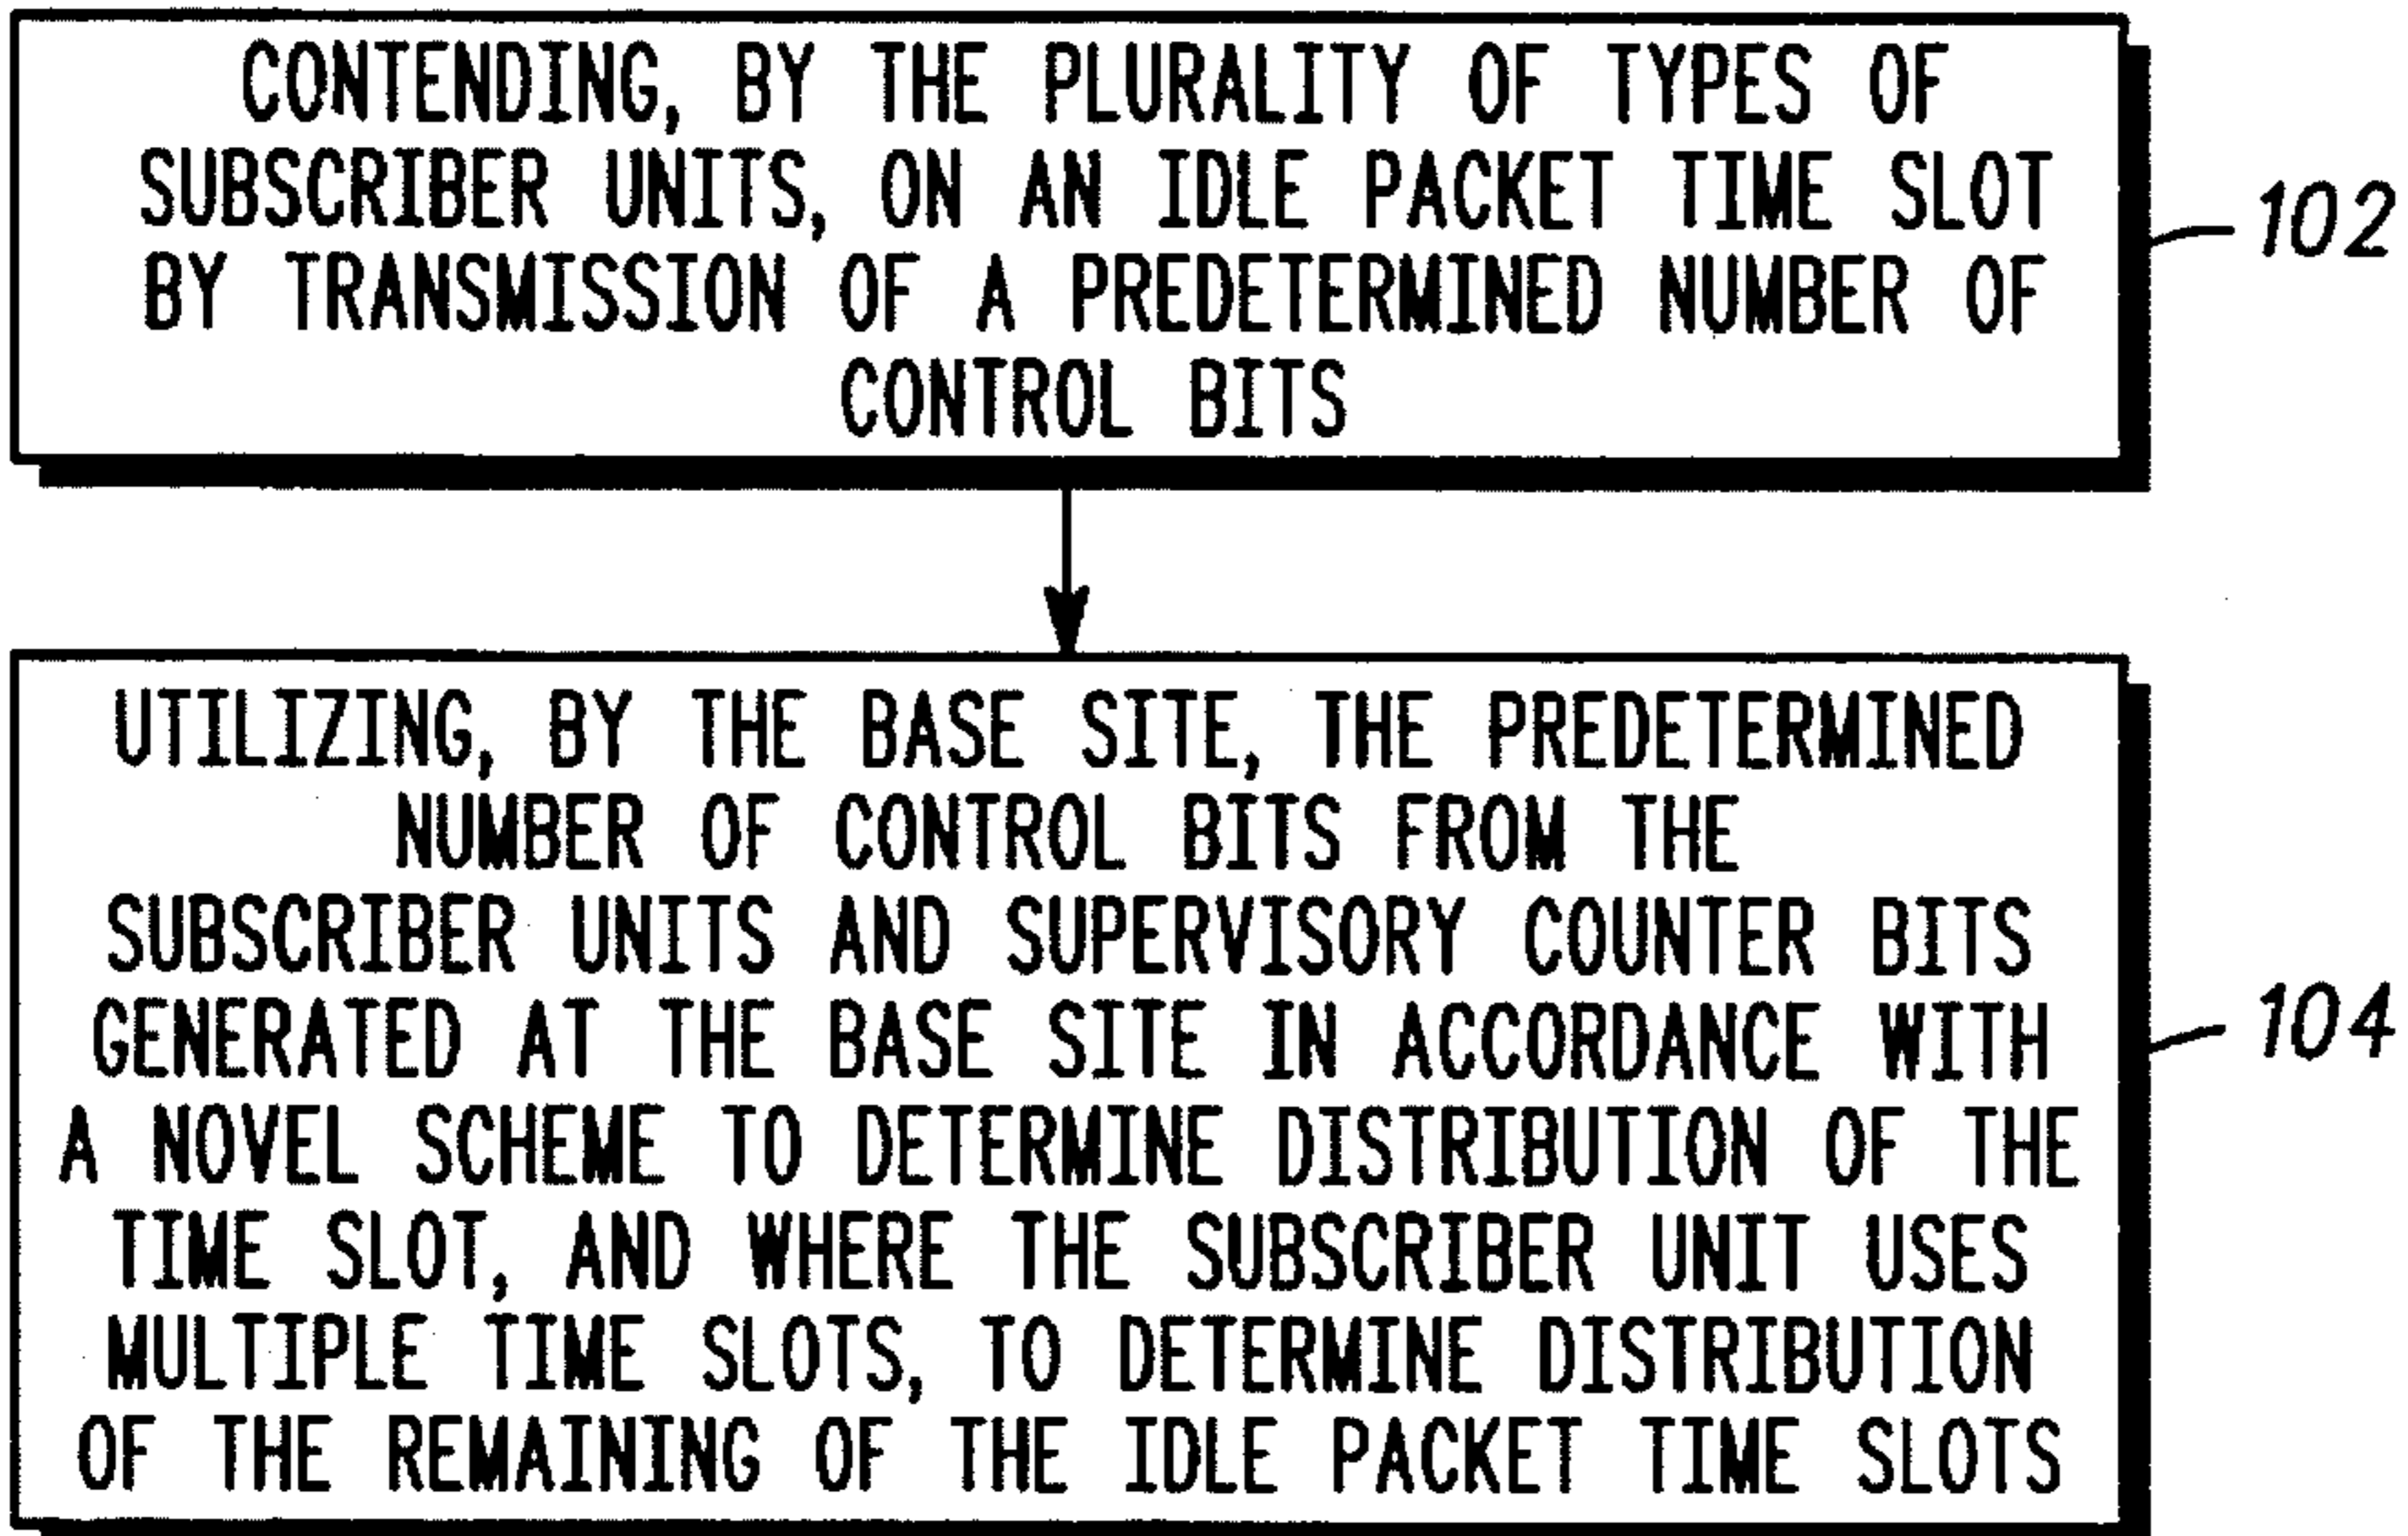 CONTENDING, BY THE PLURALITY OF TYPES OF
SUBSCRIBER UNITS, ON AN IDLE PACKET TIME SLOT
BY TRANSMISSION OF A PREDETERMINED NUMBER OF
CONTROL BITS
102
UTILIZING, BY THE BASE SITE, THE PREDETERMINED
NUMBER OF CONTROL BITS FROM THE
SUBSCRIBER UNITS AND SUPERVISORY COUNTER BITS
GENERATED AT THE BASE SITE IN ACCORDANCE WITH
A NOVEL SCHEME TO DETERMINE DISTRIBUTION OF THE
TIME SLOT, AND WHERE THE SUBSCRIBER UNIT USES
MULTIPLE TIME SLOTS, TO DETERMINE DISTRIBUTION
OF THE REMAINING OF THE IDLE PACKET TIME SLOTS
104